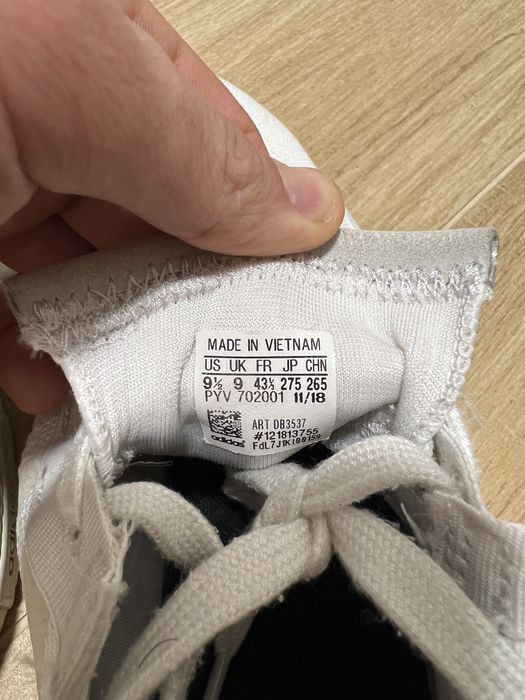 MADE IN VIETNAM
US UK FR JP CHN
9½ 9 43⅓ 275 265
PYV 702001 11/18
ART DB3537
adidas #121813755
FdL7J1K100159